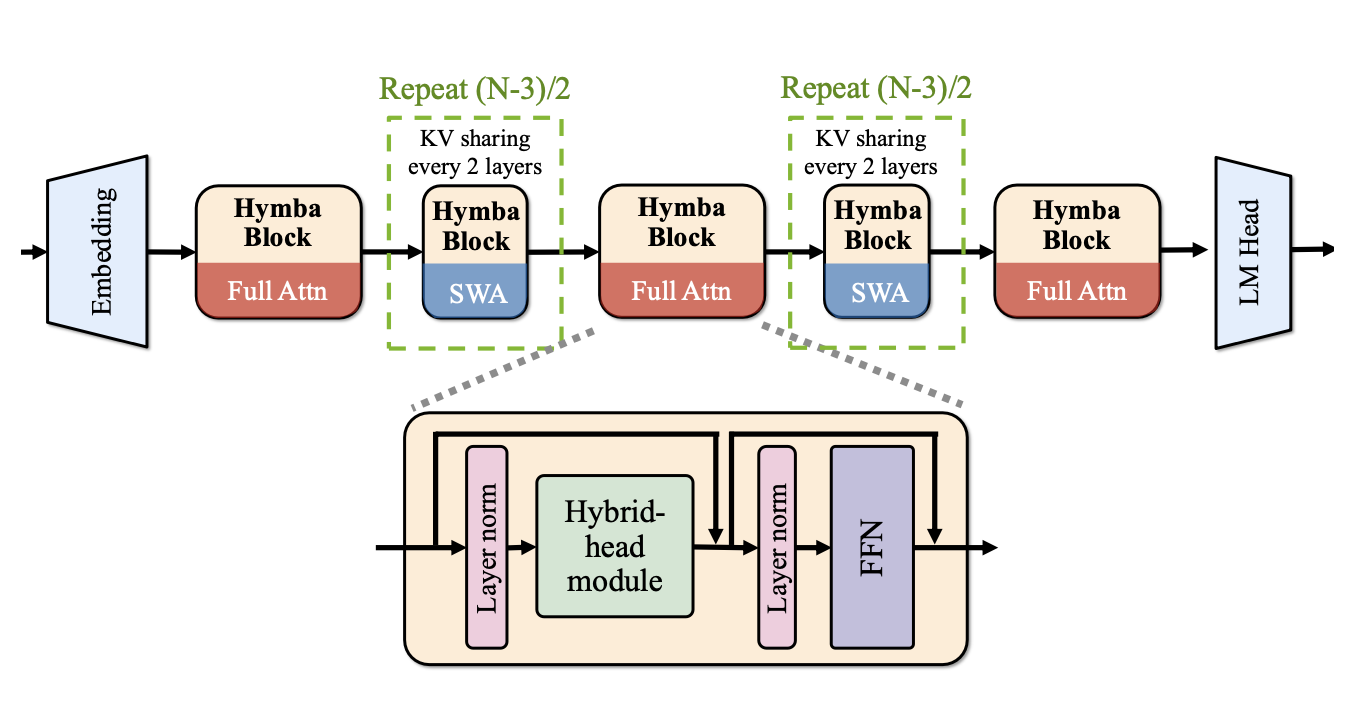 Repeat (N-3)/2
Repeat (N-3)/2
KV sharing
every 2 layers
KV sharing
every 2 layers
Embedding
Hymba
Block
Full Attn
Hymba
Block
SWA
Hymba
Block
Full Attn
Hymba
Block
SWA
Hymba
Block
Full Attn
LM Head
Layer norm
Hybrid-
head
module
Layer norm
FFN